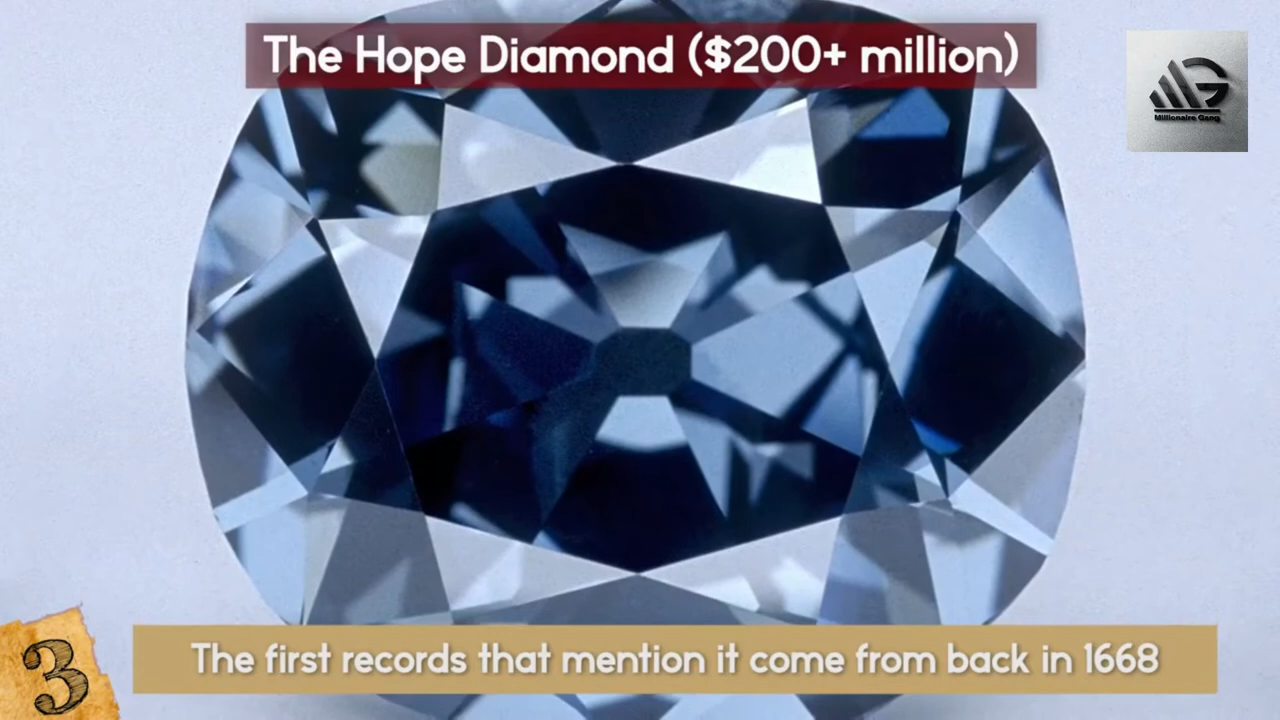 The Hope Diamond ($200+ million)
Millionaire Gang
3
The first records that mention it come from back in 1668